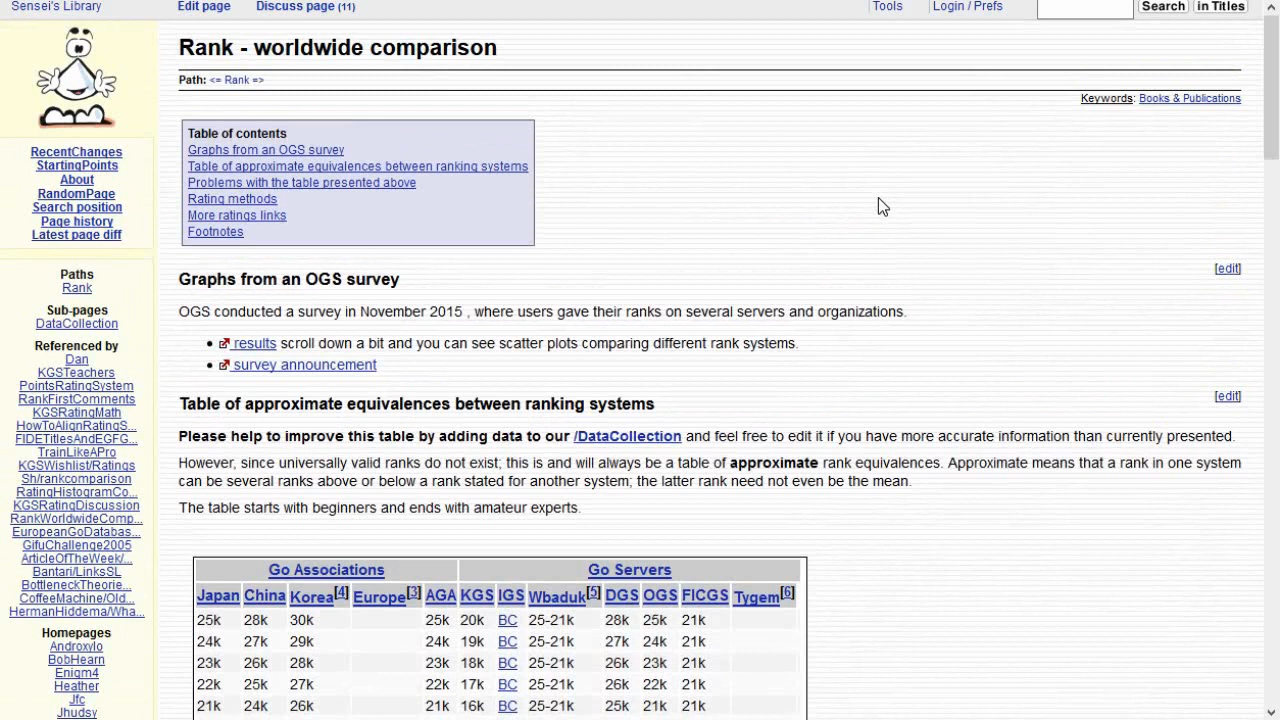 Sensei's Library
Edit page
Discuss page (11)
Tools
Login / Prefs
Search
in Titles
Rank - worldwide comparison
Path: <= Rank =>
Keywords: Books & Publications
Table of contents
Graphs from an OGS survey
Table of approximate equivalences between ranking systems
Problems with the table presented above
Rating methods
More ratings links
Footnotes
RecentChanges
StartingPoints
About
RandomPage
Search position
Page history
Latest page diff
Paths
Rank
Sub-pages
DataCollection
Referenced by
Dan
KGSTeachers
PointsRatingSystem
RankFirstComments
KGSRatingMath
HowToAlignRatingS...
FIDETitlesAndEGFG...
TrainLikeAPro
KGSWishlist/Ratings
Sh/rankcomparison
RatingHistogramCo...
KGSRatingDiscussion
RankWorldwideComp...
EuropeanGoDatabas...
GifuChallenge2005
ArticleOfTheWeek/...
Bantari/LinksSL
BottleneckTheorie...
CoffeeMachine/Old...
HermanHiddema/Wha...
Homepages
Androxylo
BobHearn
Enigm4
Heather
Jfc
Jhudsy
Graphs from an OGS survey [edit]
OGS conducted a survey in November 2015 , where users gave their ranks on several servers and organizations.
• results scroll down a bit and you can see scatter plots comparing different rank systems.
• survey announcement
Table of approximate equivalences between ranking systems [edit]
Please help to improve this table by adding data to our /DataCollection and feel free to edit it if you have more accurate information than currently presented.
However, since universally valid ranks do not exist; this is and will always be a table of approximate rank equivalences. Approximate means that a rank in one system
can be several ranks above or below a rank stated for another system; the latter rank need not even be the mean.
The table starts with beginners and ends with amateur experts.
Go Associations Go Servers
Japan China Korea[4] Europe[3] AGA KGS IGS Wbaduk[5] DGS OGS FICGS Tygem[6]
25k 28k 30k 25k 20k BC 25-21k 28k 25k 21k
24k 27k 29k 24k 19k BC 25-21k 27k 24k 21k
23k 26k 28k 23k 18k BC 25-21k 26k 23k 21k
22k 25k 27k 22k 17k BC 25-21k 26k 22k 21k
21k 24k 26k 21k 16k BC 25-21k 25k 21k 21k